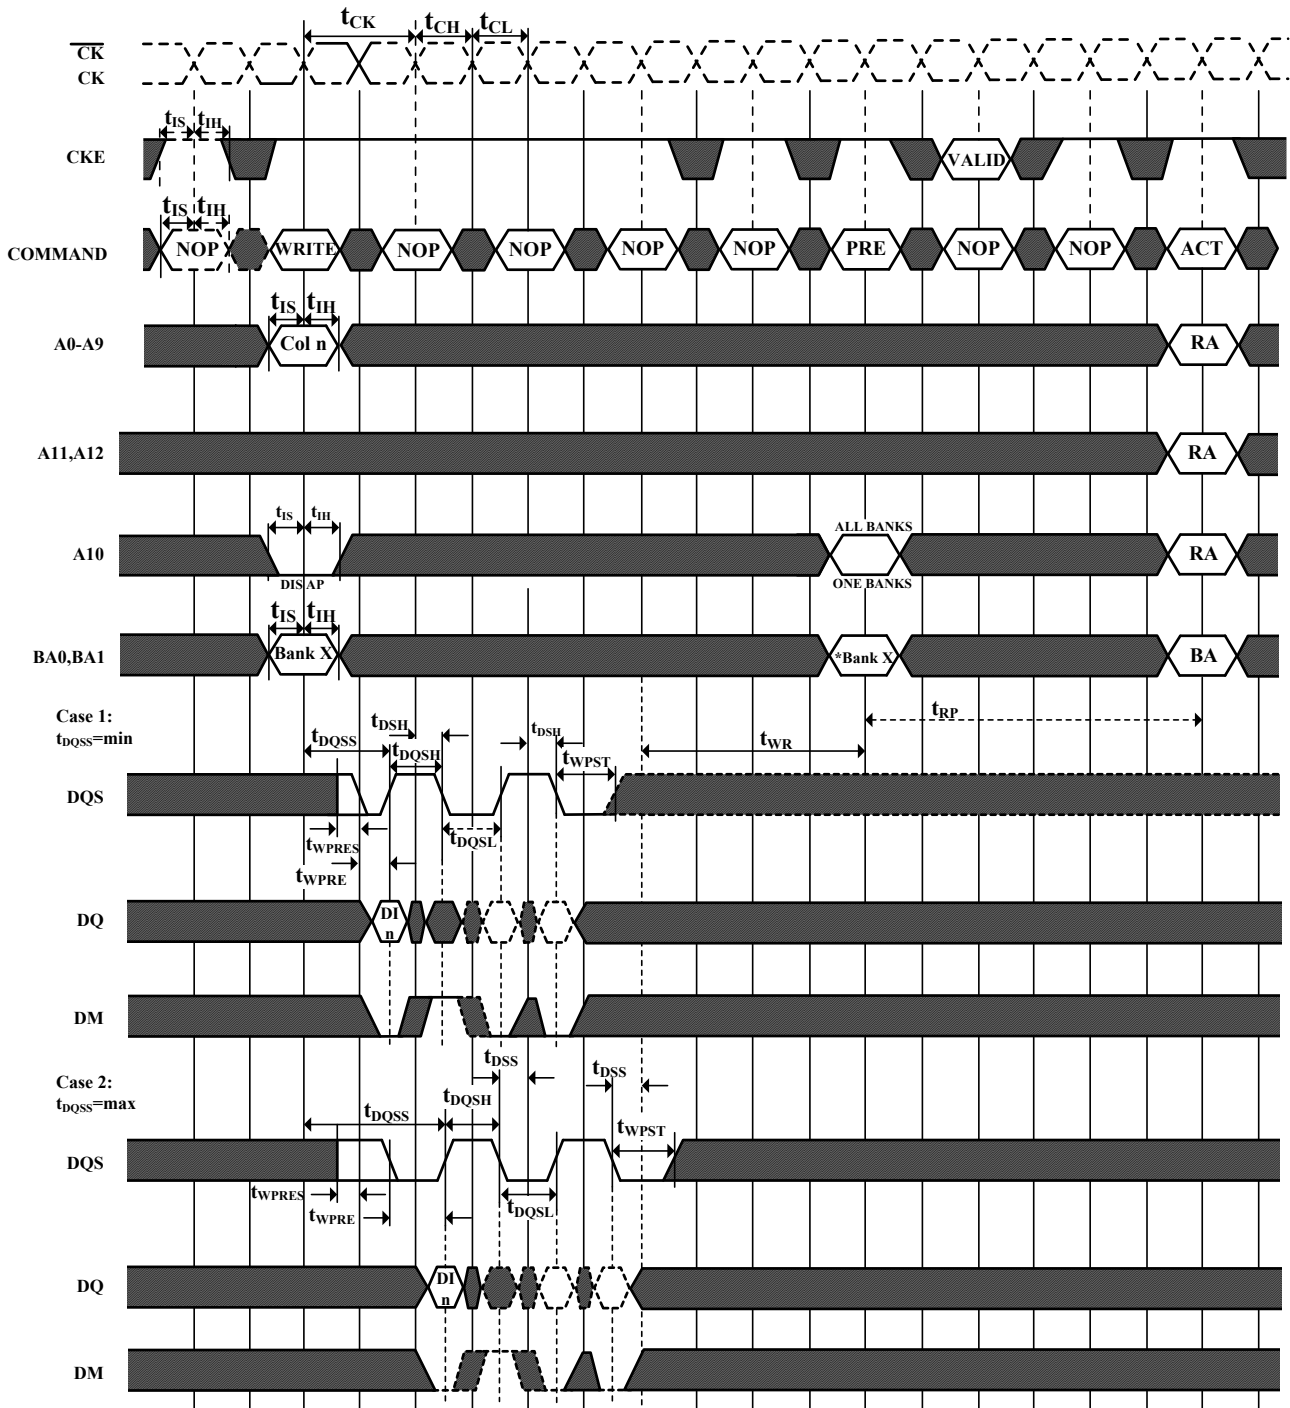 tCK tCH tCL
CK
CK
tIS tIH
CKE VALID
tIS tIH
COMMAND NOP WRITE NOP NOP NOP NOP PRE NOP NOP ACT
tIS tIH
A0-A9 Col n RA
A11,A12 RA
tIS tIH ALL BANKS
A10 RA
DIS AP ONE BANKS
tIS tIH
BA0,BA1 Bank X *Bank X BA
Case 1:
tDQSS=min
tDSH tDSH tRP
tDQSS tDQSH tWPST tWR
DQS
tWPRES tDQSL
tWPRE
DQ DI
n
DM
tDSS tDSS
Case 2:
tDQSS=max
tDQSS tDQSH tWPST
DQS
tWPRES tDQSL
tWPRE
DQ DI
n
DM